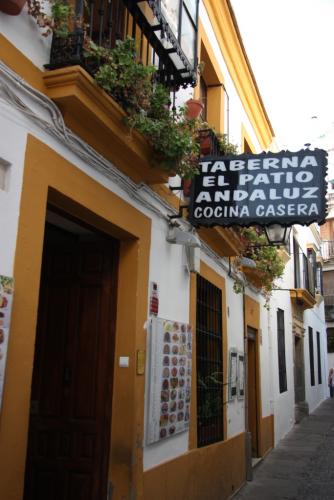 TABERNA
EL PATIO
ANDALUZ
COCINA CASERA